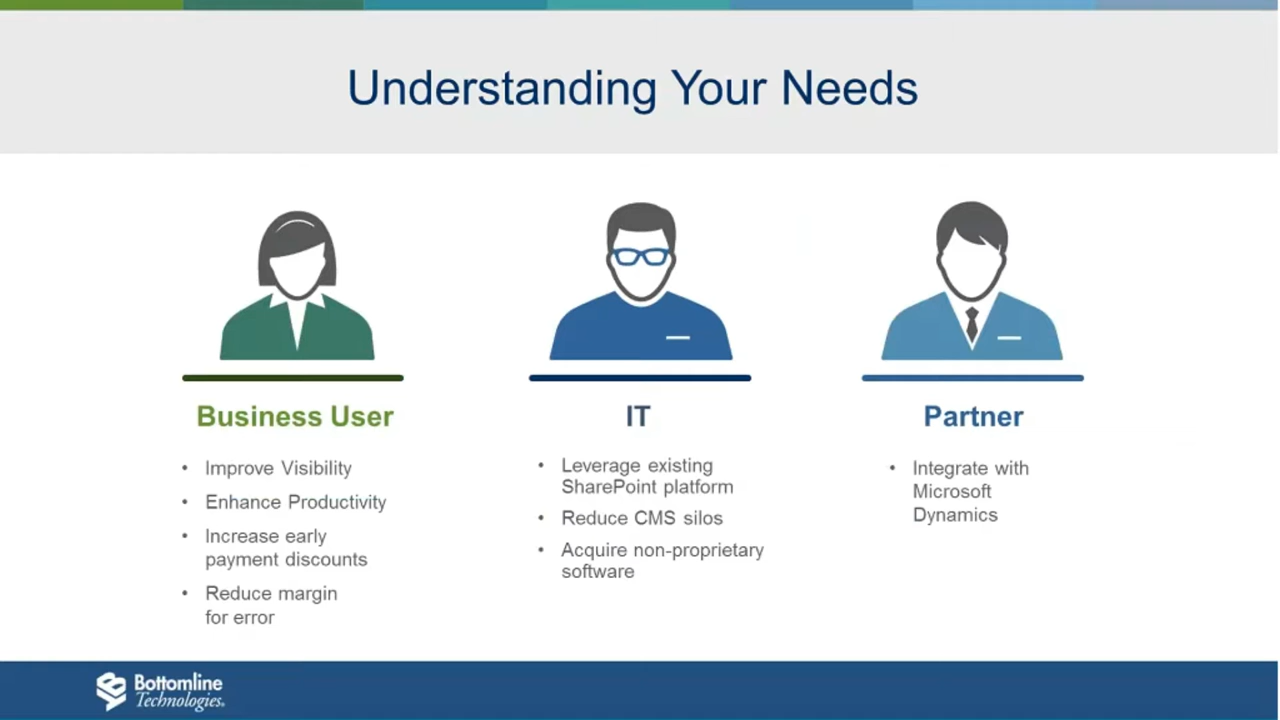 Understanding Your Needs
Business User
• Improve Visibility
• Enhance Productivity
• Increase early
payment discounts
• Reduce margin
for error
IT
• Leverage existing
SharePoint platform
• Reduce CMS silos
• Acquire non-proprietary
software
Partner
• Integrate with
Microsoft
Dynamics
Bottomline
Technologies.